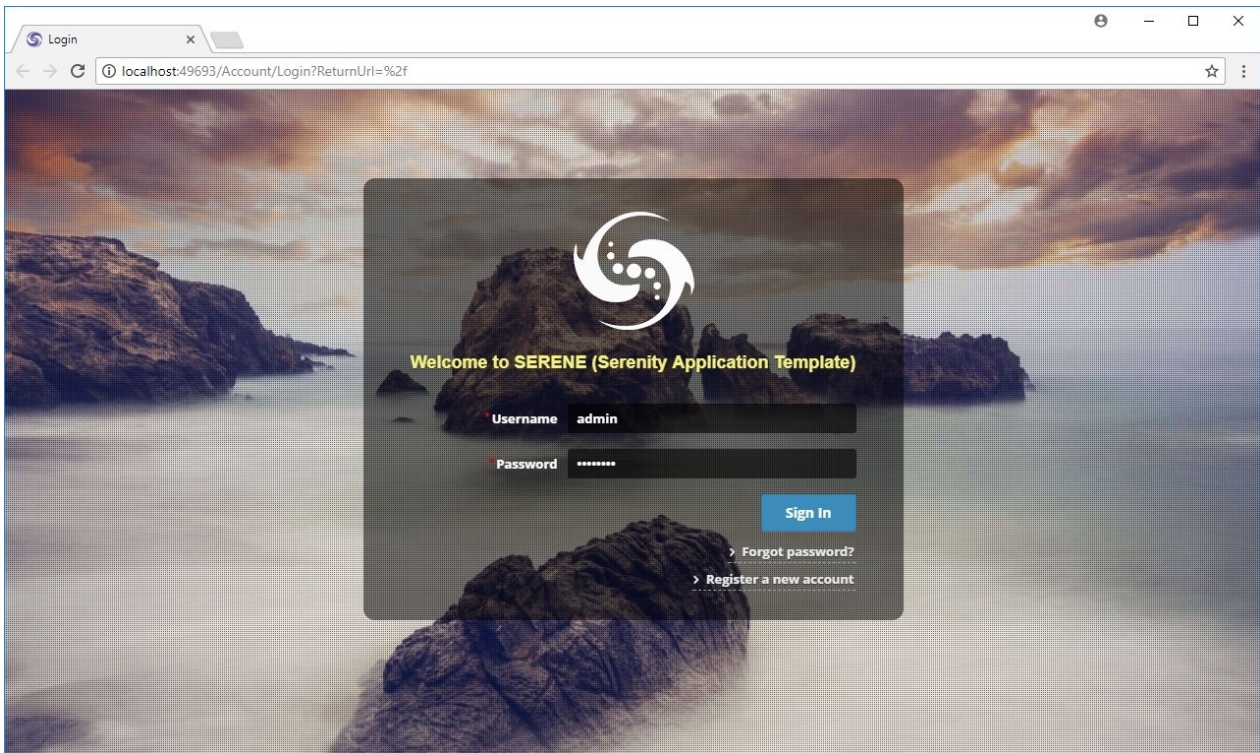 Login
localhost:49693/Account/Login?ReturnUrl=%2f
Welcome to SERENE (Serenity Application Template)
*Username admin
*Password ••••••••
Sign In
Forgot password?
Register a new account